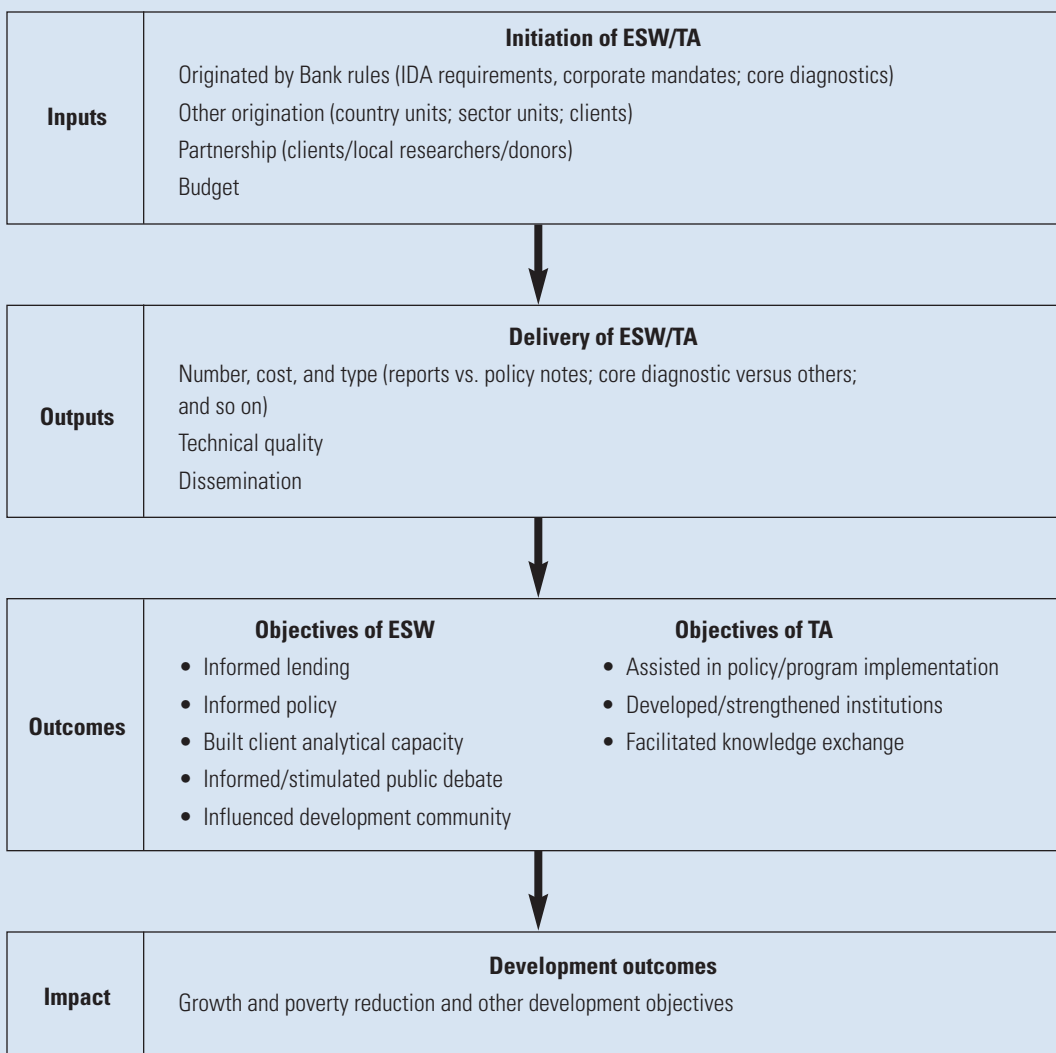 Inputs
Initiation of ESW/TA
Originated by Bank rules (IDA requirements, corporate mandates; core diagnostics)
Other origination (country units; sector units; clients)
Partnership (clients/local researchers/donors)
Budget
Outputs
Delivery of ESW/TA
Number, cost, and type (reports vs. policy notes; core diagnostic versus others;
and so on)
Technical quality
Dissemination
Outcomes
Objectives of ESW
• Informed lending
• Informed policy
• Built client analytical capacity
• Informed/stimulated public debate
• Influenced development community
Objectives of TA
• Assisted in policy/program implementation
• Developed/strengthened institutions
• Facilitated knowledge exchange
Impact
Development outcomes
Growth and poverty reduction and other development objectives